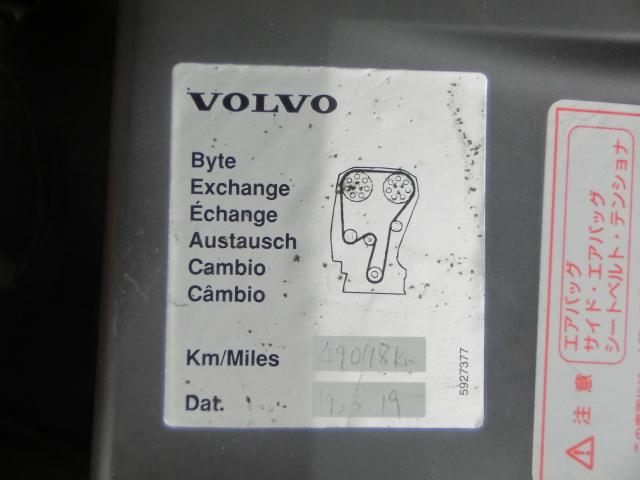 VOLVO
Byte
Exchange
Échange
Austausch
Cambio
Câmbio
Km/Miles
Dat.
5927377
エアバッグ
サイド・エアバッグ
シートベルト・テンショナ
注 意